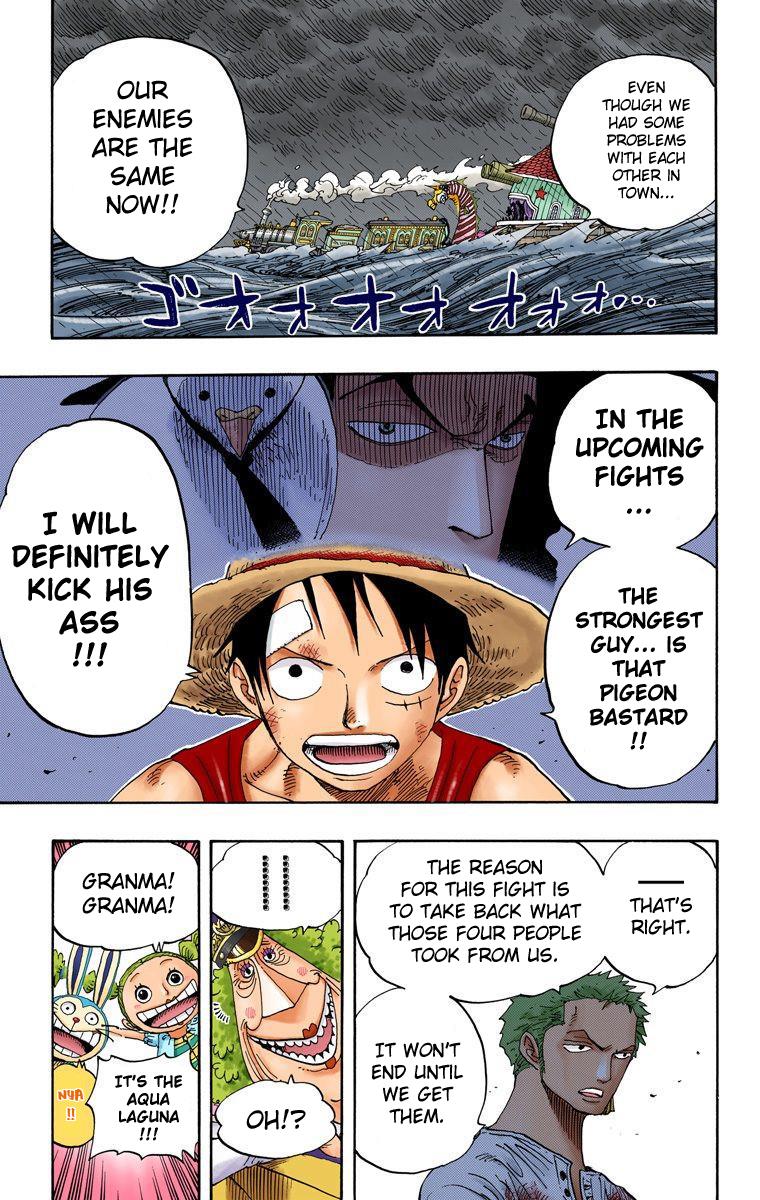 EVEN
THOUGH WE
HAD SOME
PROBLEMS
WITH EACH
OTHER IN
TOWN...
OUR
ENEMIES
ARE THE
SAME
NOW!!
ゴオオオオオオオオ...
IN THE
UPCOMING
FIGHTS
...
THE
STRONGEST
GUY... IS
THAT
PIGEON
BASTARD
!!
I WILL
DEFINITELY
KICK HIS
ASS
!!!
—
THAT'S
RIGHT.
THE REASON
FOR THIS FIGHT IS
TO TAKE BACK WHAT
THOSE FOUR PEOPLE
TOOK FROM US.
IT WON'T
END UNTIL
WE GET
THEM.
!!
OH!?
GRANMA!
GRANMA!
IT'S THE
AQUA
LAGUNA
!!!
NYA
!!